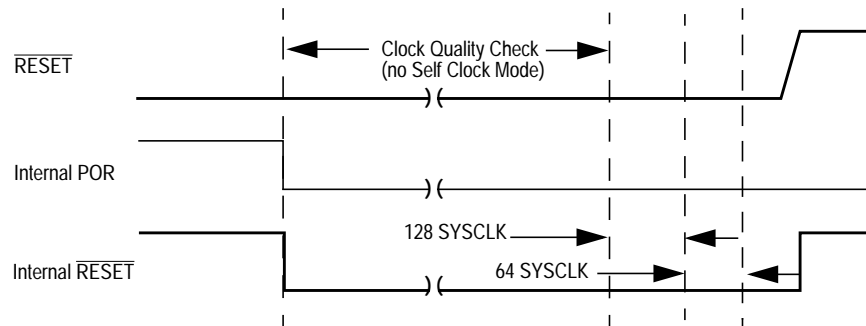 RESET
Clock Quality Check
(no Self Clock Mode)
Internal POR
128 SYSCLK
64 SYSCLK
Internal RESET